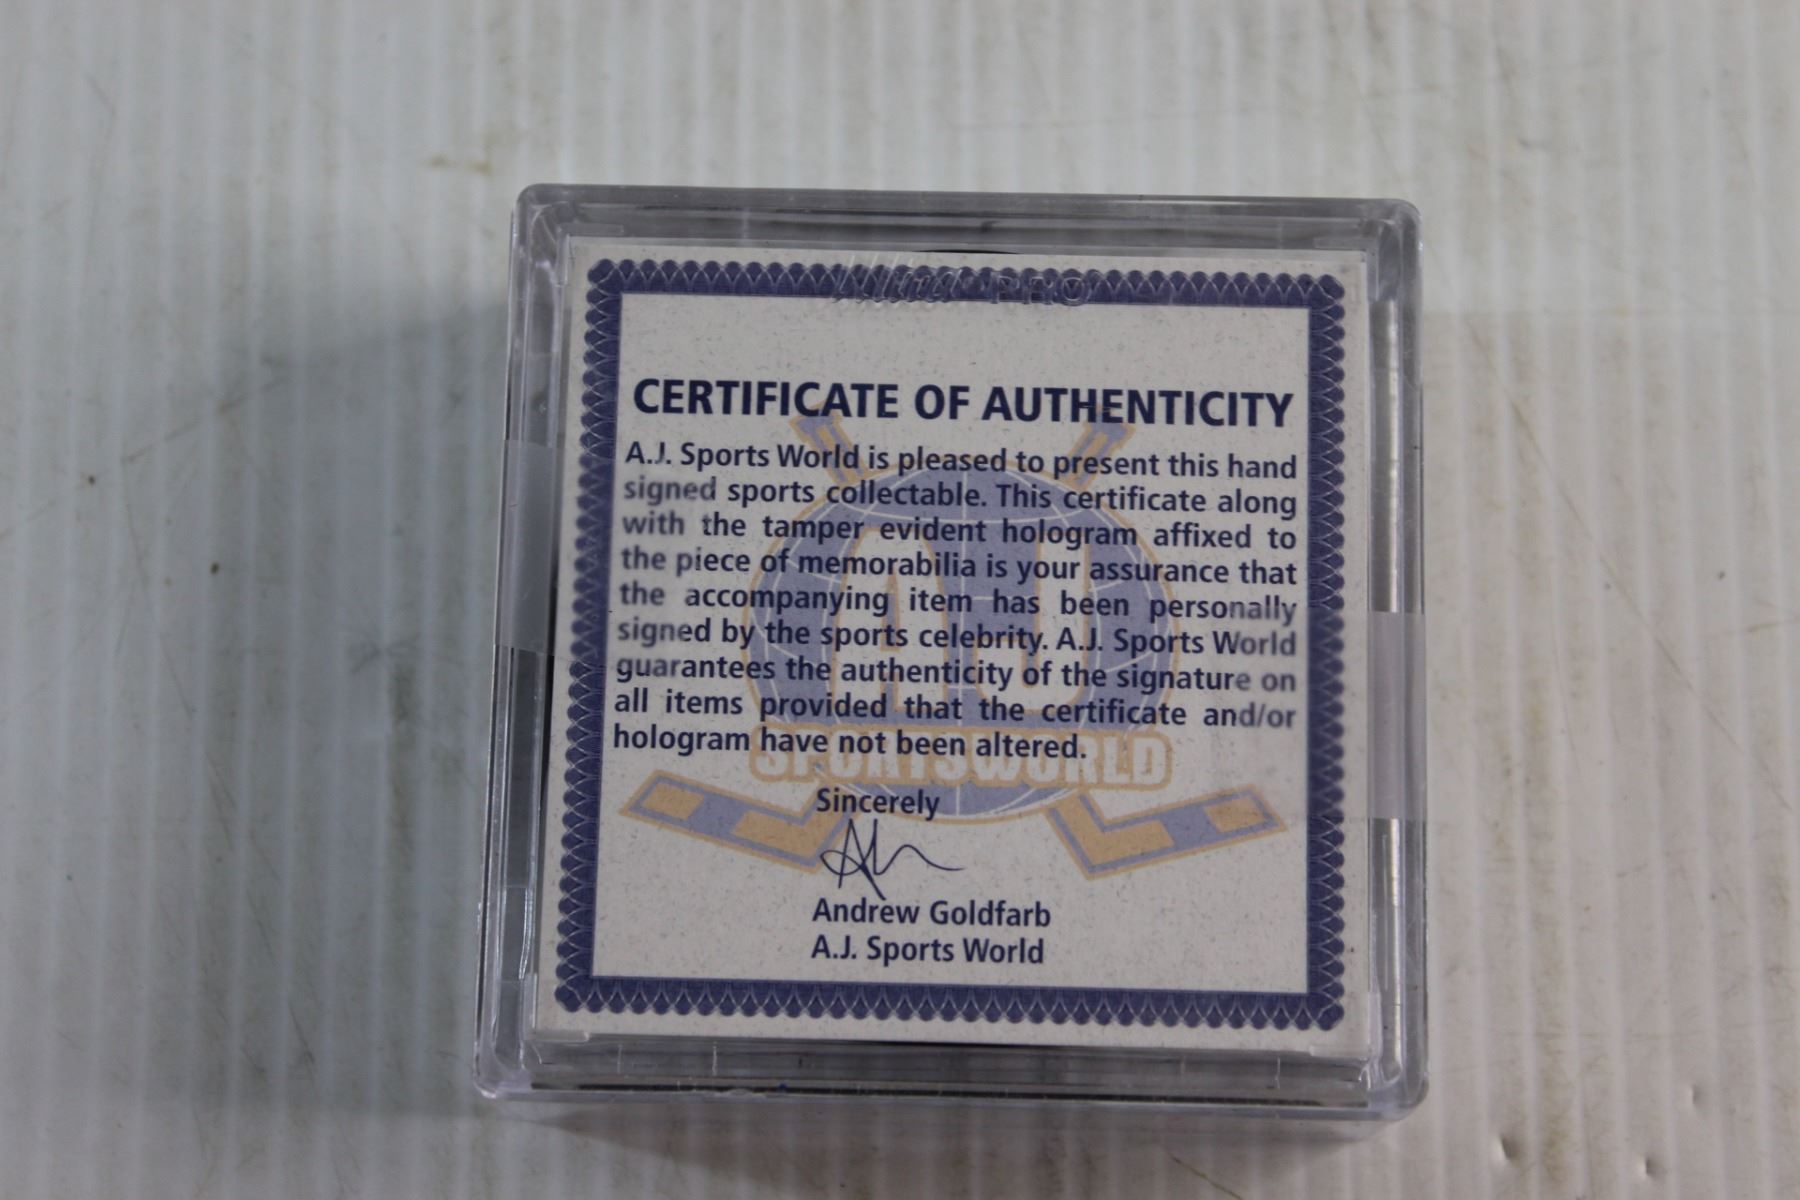 PRO
CERTIFICATE OF AUTHENTICITY
A.J. Sports World is pleased to present this hand
signed sports collectable. This certificate along
with the tamper evident hologram affixed to
the piece of memorabilia is your assurance that
the accompanying item has been personally
signed by the sports celebrity. A.J. Sports World
guarantees the authenticity of the signature on
all items provided that the certificate and/or
hologram have not been altered.
AJ
SPORTSWORLD
Sincerely
Andrew Goldfarb
A.J. Sports World